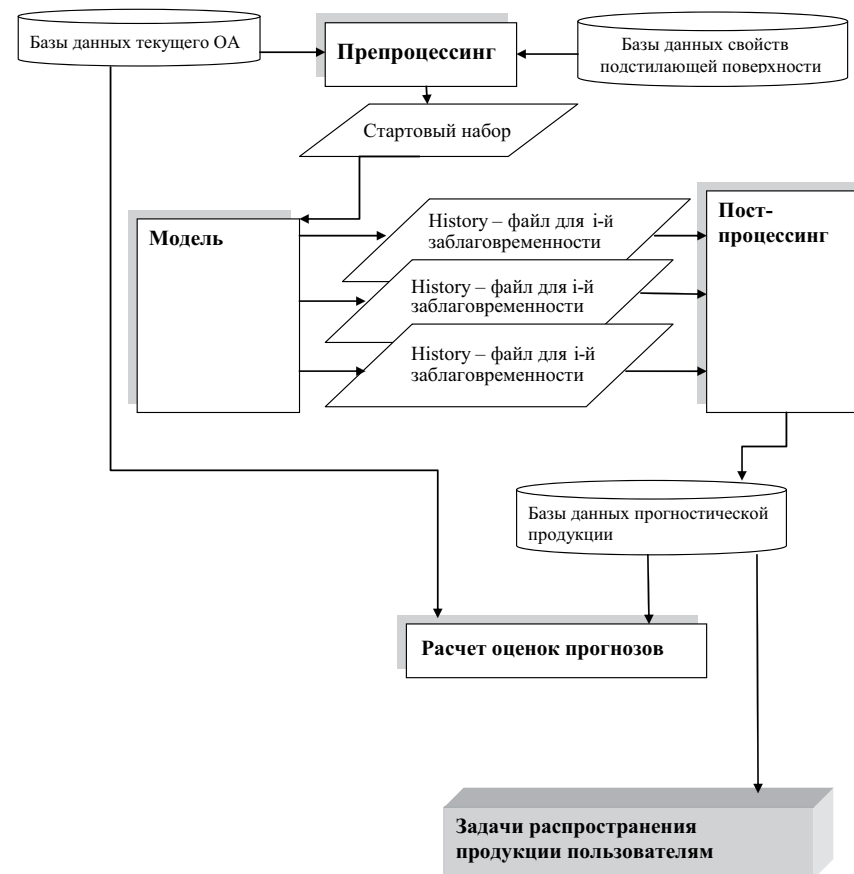 Базы данных текущего ОА
Препроцессинг
Базы данных свойств
подстилающей поверхности
Стартовый набор
Модель
History – файл для i-й
заблаговременности
History – файл для i-й
заблаговременности
History – файл для i-й
заблаговременности
Пост-
процессинг
Базы данных прогностической
продукции
Расчет оценок прогнозов
Задачи распространения
продукции пользователям